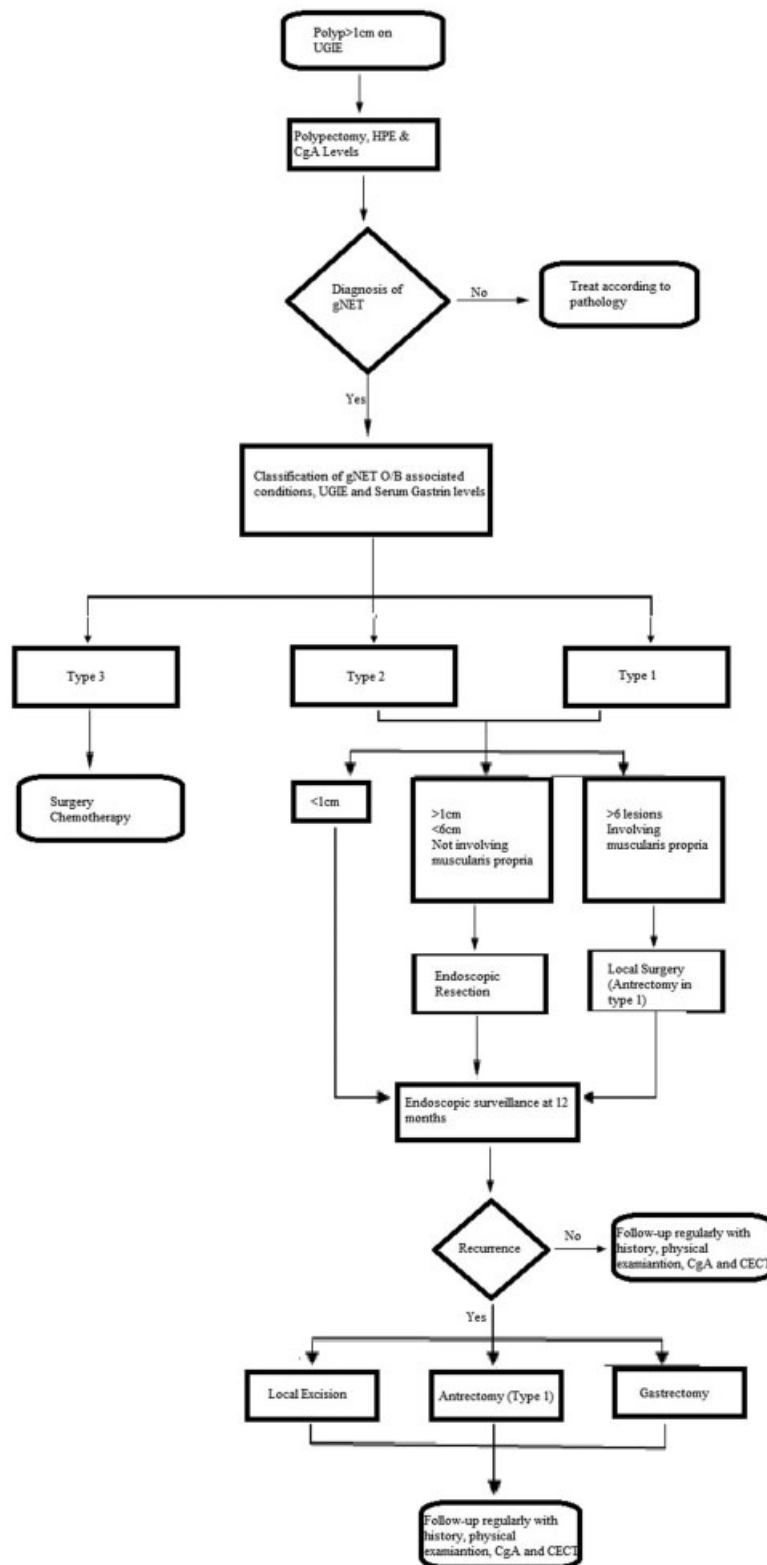 Polyp>1cm on
UGIE
Polypectomy, HPE &
CgA Levels
Diagnosis of
gNET
No
Treat according to
pathology
Yes
Classification of gNET O/B associated
conditions, UGIE and Serum Gastrin levels
Type 3
Type 2
Type 1
Surgery
Chemotherapy
<1cm
>1cm
<6cm
Not involving
muscularis propria
>6 lesions
Involving
muscularis propria
Endoscopic
Resection
Local Surgery
(Antrectomy in
type 1)
Endoscopic surveillance at 12
months
Recurrence
No
Follow-up regularly with
history, physical
examiantion, CgA and CECT
Yes
Local Excision
Antrectomy (Type 1)
Gastrectomy
Follow-up regularly with
history, physical
examiantion, CgA and CECT